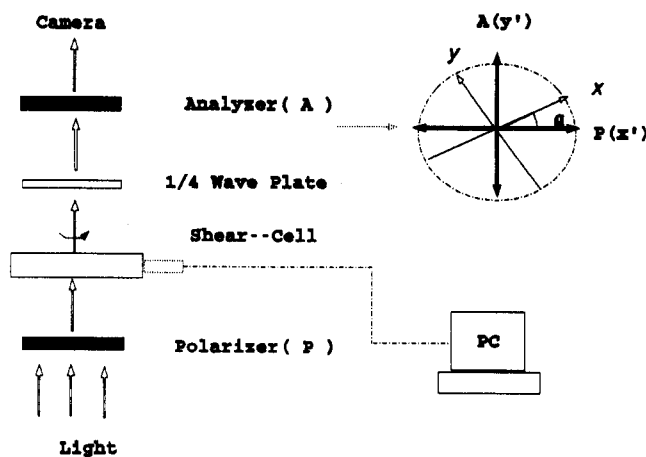 Camera
Analyzer( A )
1/4 Wave Plate
Shear--Cell
Polarizer( P )
Light
A(y')
y
x
α
P(x')
PC